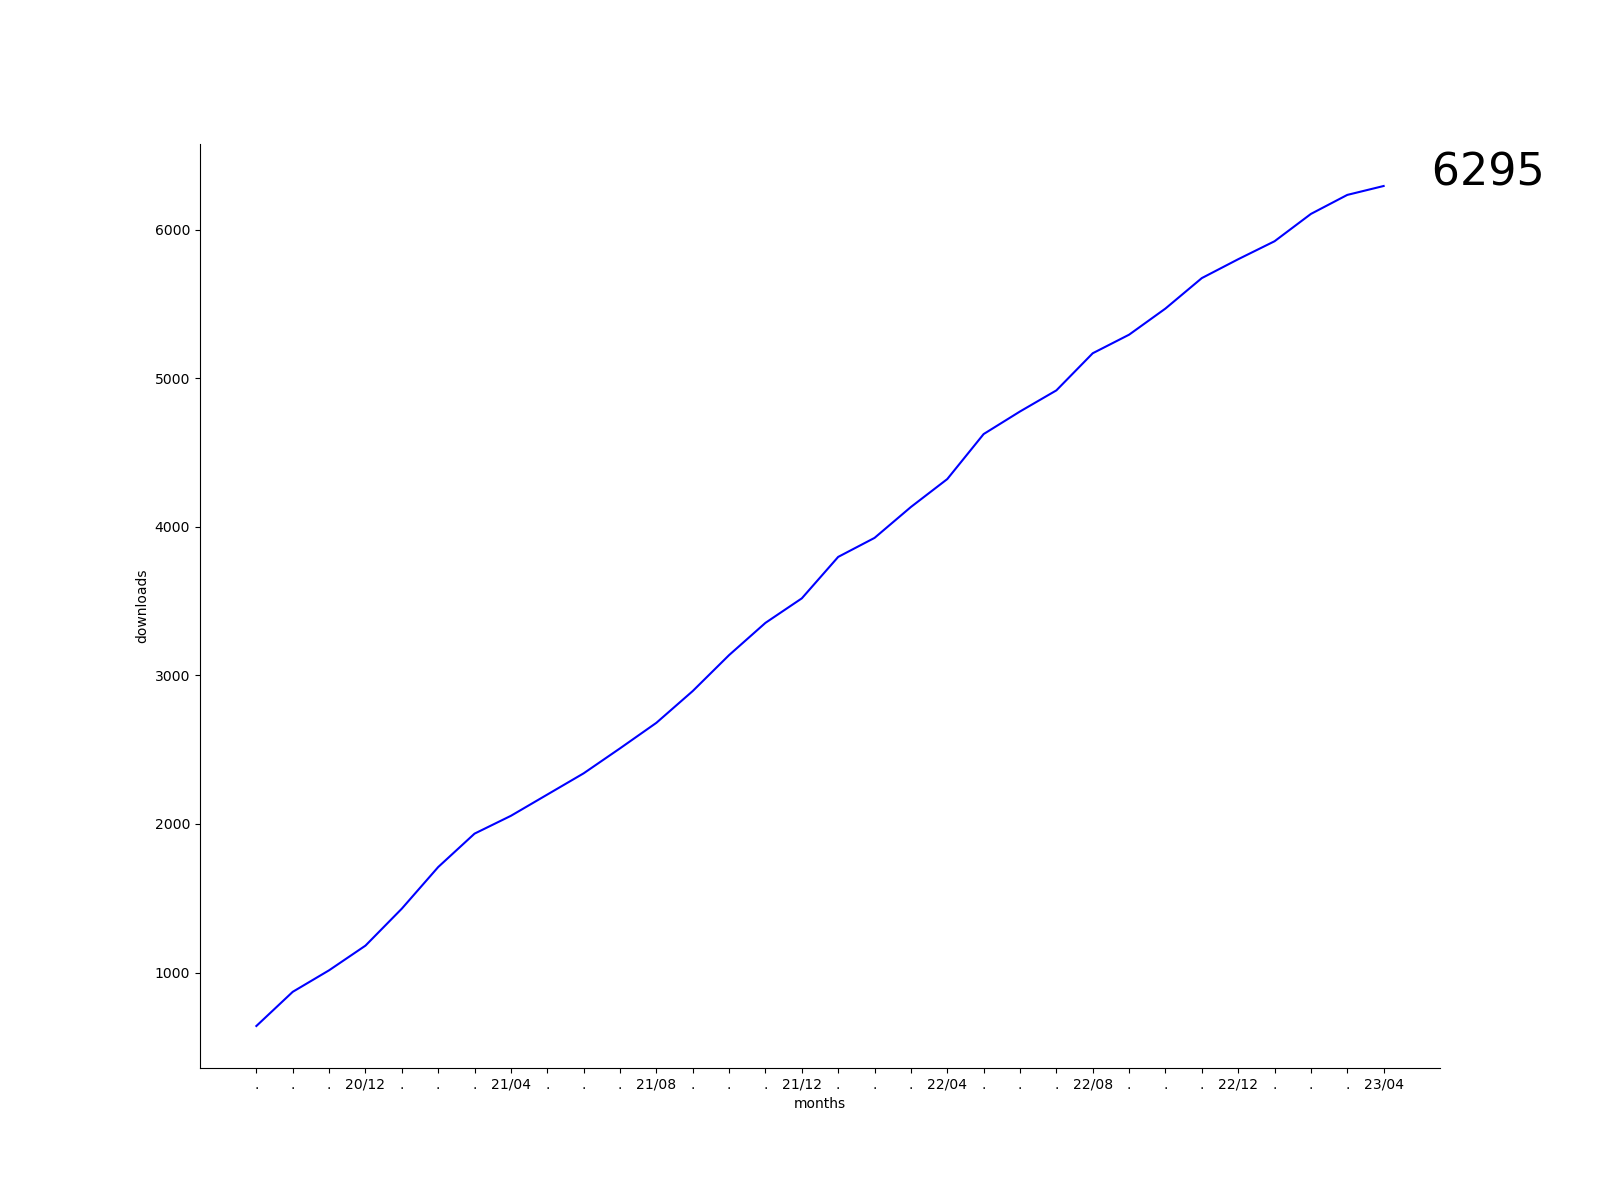 6295
6000
5000
4000
3000
2000
1000
downloads
. . . 20/12 . . . 21/04 . . . 21/08 . . . 21/12 . . . 22/04 . . . 22/08 . . . 22/12 . . . 23/04
months